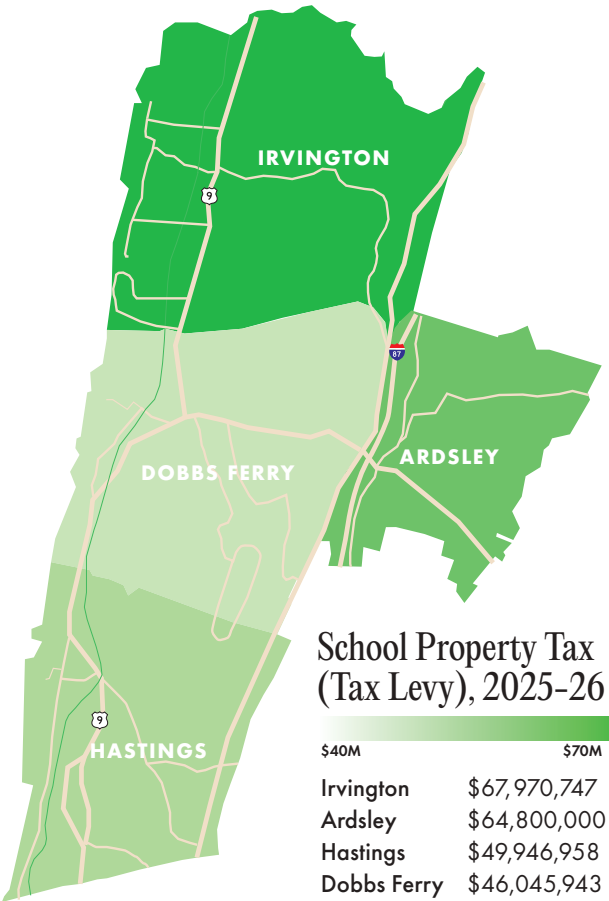 IRVINGTON
9
87
ARDSLEY
DOBBS FERRY
School Property Tax
(Tax Levy), 2025-26
9
$40M $70M
HASTINGS
Irvington $67,970,747
Ardsley $64,800,000
Hastings $49,946,958
Dobbs Ferry $46,045,943